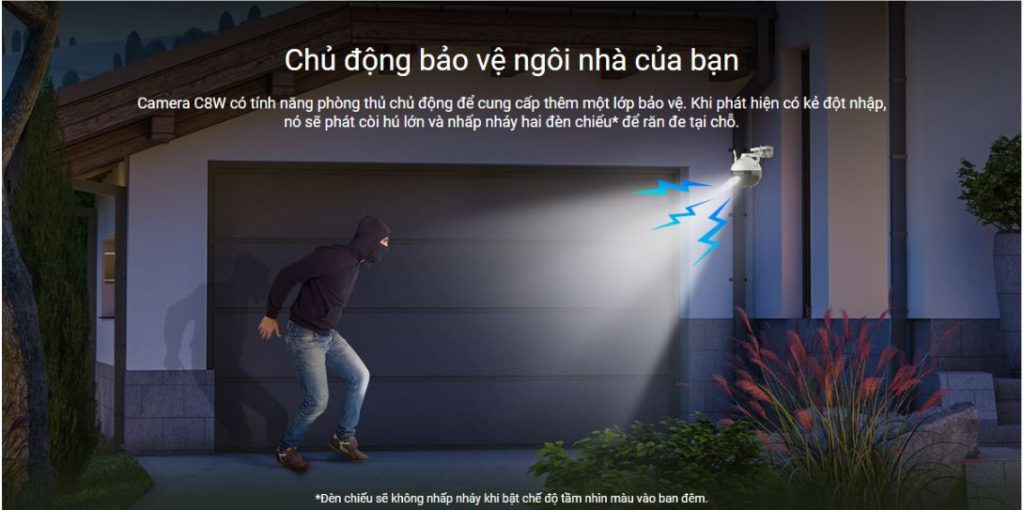 Chủ động bảo vệ ngôi nhà của bạn
Camera C8W có tính năng phòng thủ chủ động để cung cấp thêm một lớp bảo vệ. Khi phát hiện có kẻ đột nhập,
nó sẽ phát còi hú lớn và nhấp nháy hai đèn chiếu* để răn đe tại chỗ.
*Đèn chiếu sẽ không nhấp nháy khi bật chế độ tầm nhìn màu vào ban đêm.